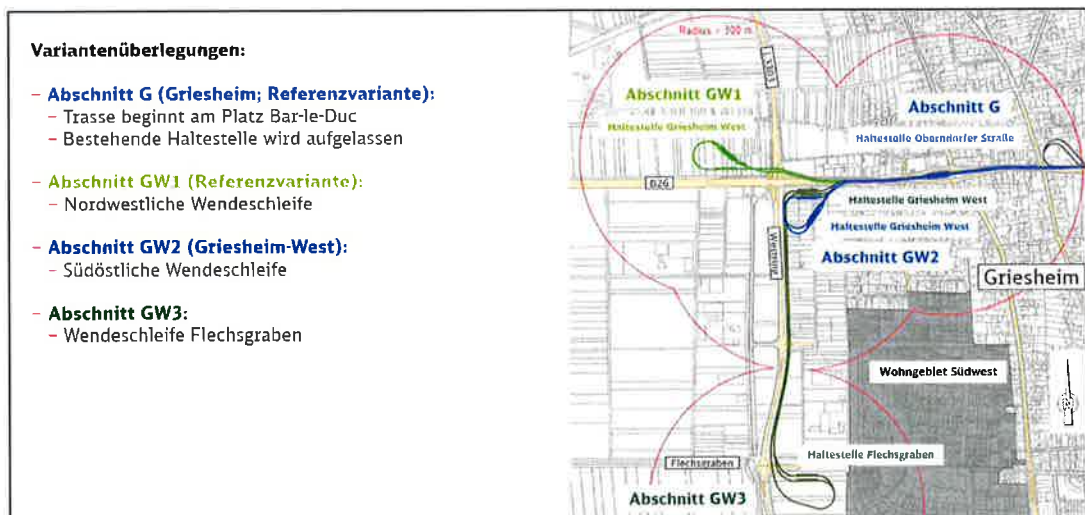 Variantenüberlegungen:
– Abschnitt G (Griesheim; Referenzvariante):
– Trasse beginnt am Platz Bar-le-Duc
– Bestehende Haltestelle wird aufgelassen
– Abschnitt GW1 (Referenzvariante):
– Nordwestliche Wendeschleife
– Abschnitt GW2 (Griesheim-West):
– Südöstliche Wendeschleife
– Abschnitt GW3:
– Wendeschleife Flechsgraben
Radius = 300 m
Abschnitt GW1
Haltestelle Griesheim West
Abschnitt G
Haltestelle Oberndorfer Straße
B26
Haltestelle Griesheim West
Haltestelle Griesheim West
Abschnitt GW2
Westring
Griesheim
Wohngebiet Südwest
Haltestelle Flechsgraben
Flechsgraben
Abschnitt GW3